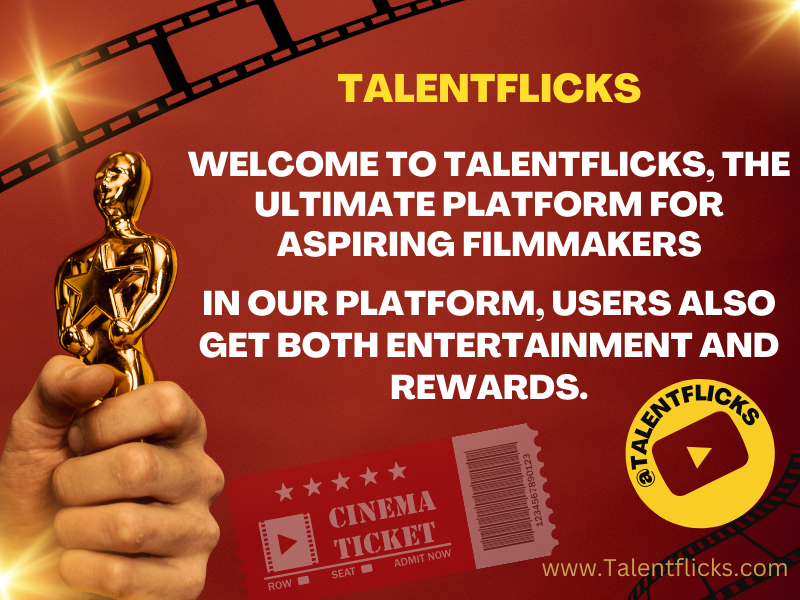 TALENTFLICKS
WELCOME TO TALENTFLICKS, THE
ULTIMATE PLATFORM FOR
ASPIRING FILMMAKERS
IN OUR PLATFORM, USERS ALSO
GET BOTH ENTERTAINMENT AND
REWARDS.
@TALENTFLICKS
CINEMA
TICKET
ROW SEAT ADMIT NOW
1234567890123
www.Talentflicks.com